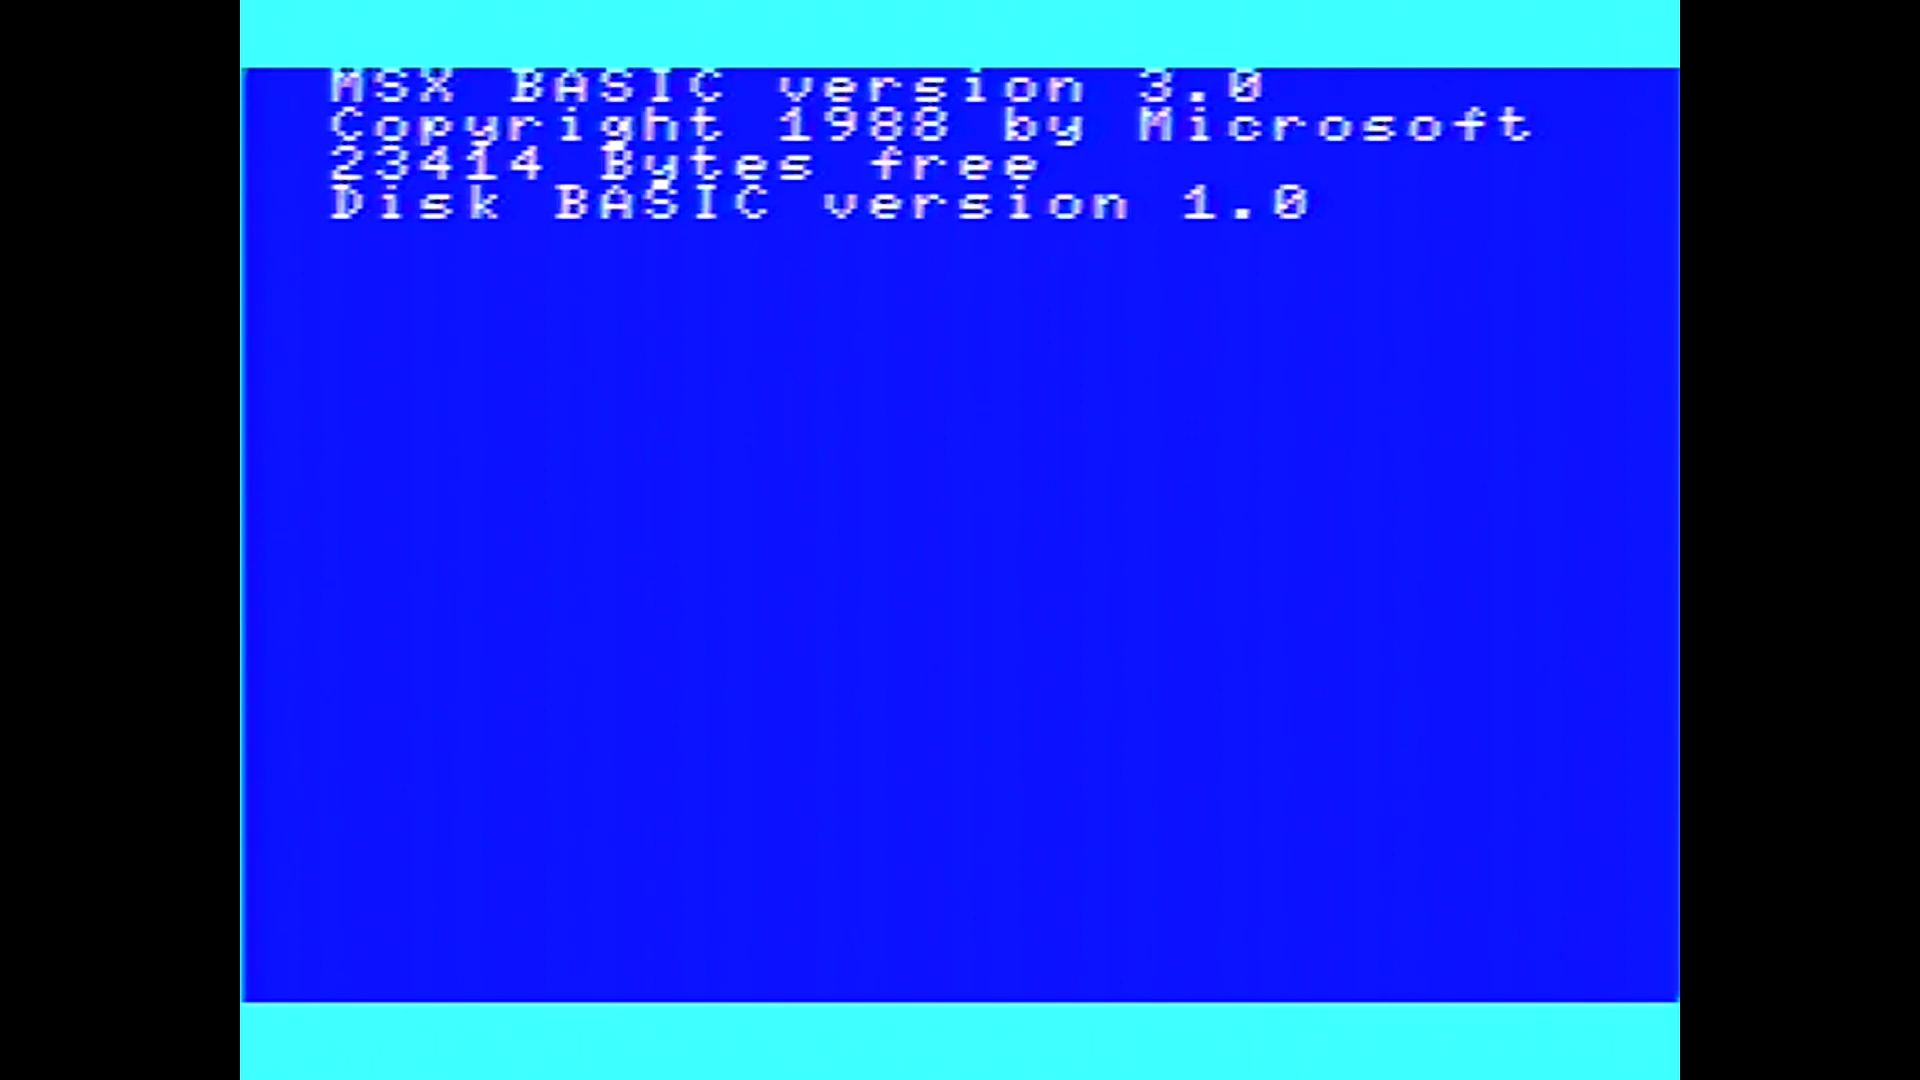 MSX BASIC version 3.0
Copyright 1988 by Microsoft
23414 Bytes free
Disk BASIC version 1.0